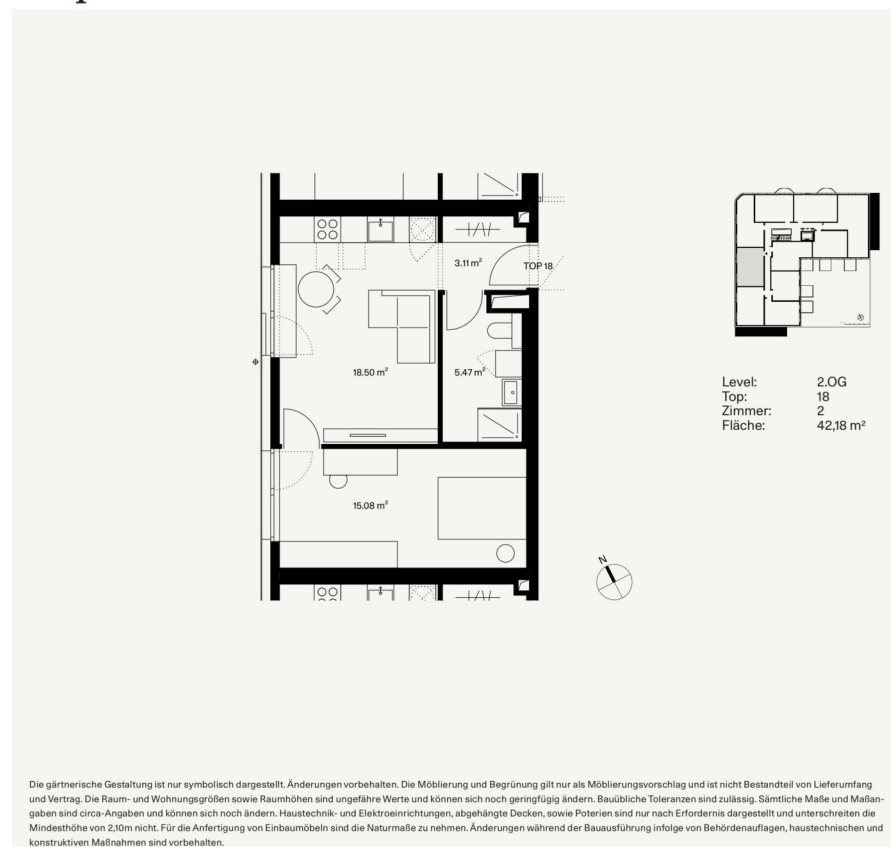 3.11 m²
TOP 18
18.50 m²
5.47 m²
15.08 m²
N
Level: 2.OG
Top: 18
Zimmer: 2
Fläche: 42,18 m²
Die gärtnerische Gestaltung ist nur symbolisch dargestellt. Änderungen vorbehalten. Die Möblierung und Begrünung gilt nur als Möblierungsvorschlag und ist nicht Bestandteil von Lieferumfang
und Vertrag. Die Raum- und Wohnungsgrößen sowie Raumhöhen sind ungefähre Werte und können sich noch geringfügig ändern. Bauübliche Toleranzen sind zulässig. Sämtliche Maße und Maßan-
gaben sind circa-Angaben und können sich noch ändern. Haustechnik- und Elektroeinrichtungen, abgehängte Decken, sowie Poterien sind nur nach Erfordernis dargestellt und unterschreiten die
Mindesthöhe von 2,10m nicht. Für die Anfertigung von Einbaumöbeln sind die Naturmaße zu nehmen. Änderungen während der Bauausführung infolge von Behördenauflagen, haustechnischen und
konstruktiven Maßnahmen sind vorbehalten.